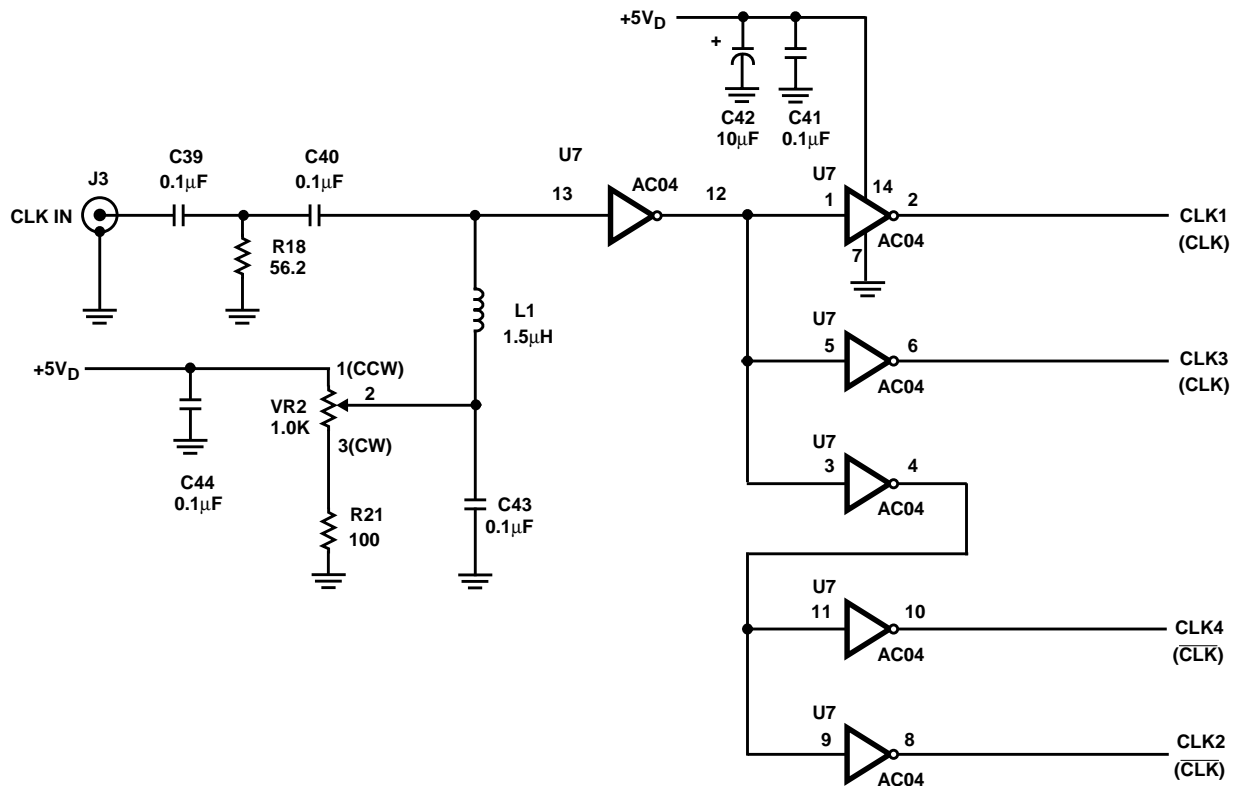 +5VD
+
C42
10μF
C41
0.1μF
C39
0.1μF
C40
0.1μF
U7
AC04
13
12
J3
CLK IN
R18
56.2
U7
14
1
2
7
AC04
CLK1
(CLK)
L1
1.5μH
U7
5
6
AC04
CLK3
(CLK)
+5VD
1(CCW)
2
VR2
1.0K
3(CW)
C44
0.1μF
R21
100
C43
0.1μF
U7
3
4
AC04
U7
11
10
AC04
CLK4
(C̅L̅K̅)
U7
9
8
AC04
CLK2
(C̅L̅K̅)